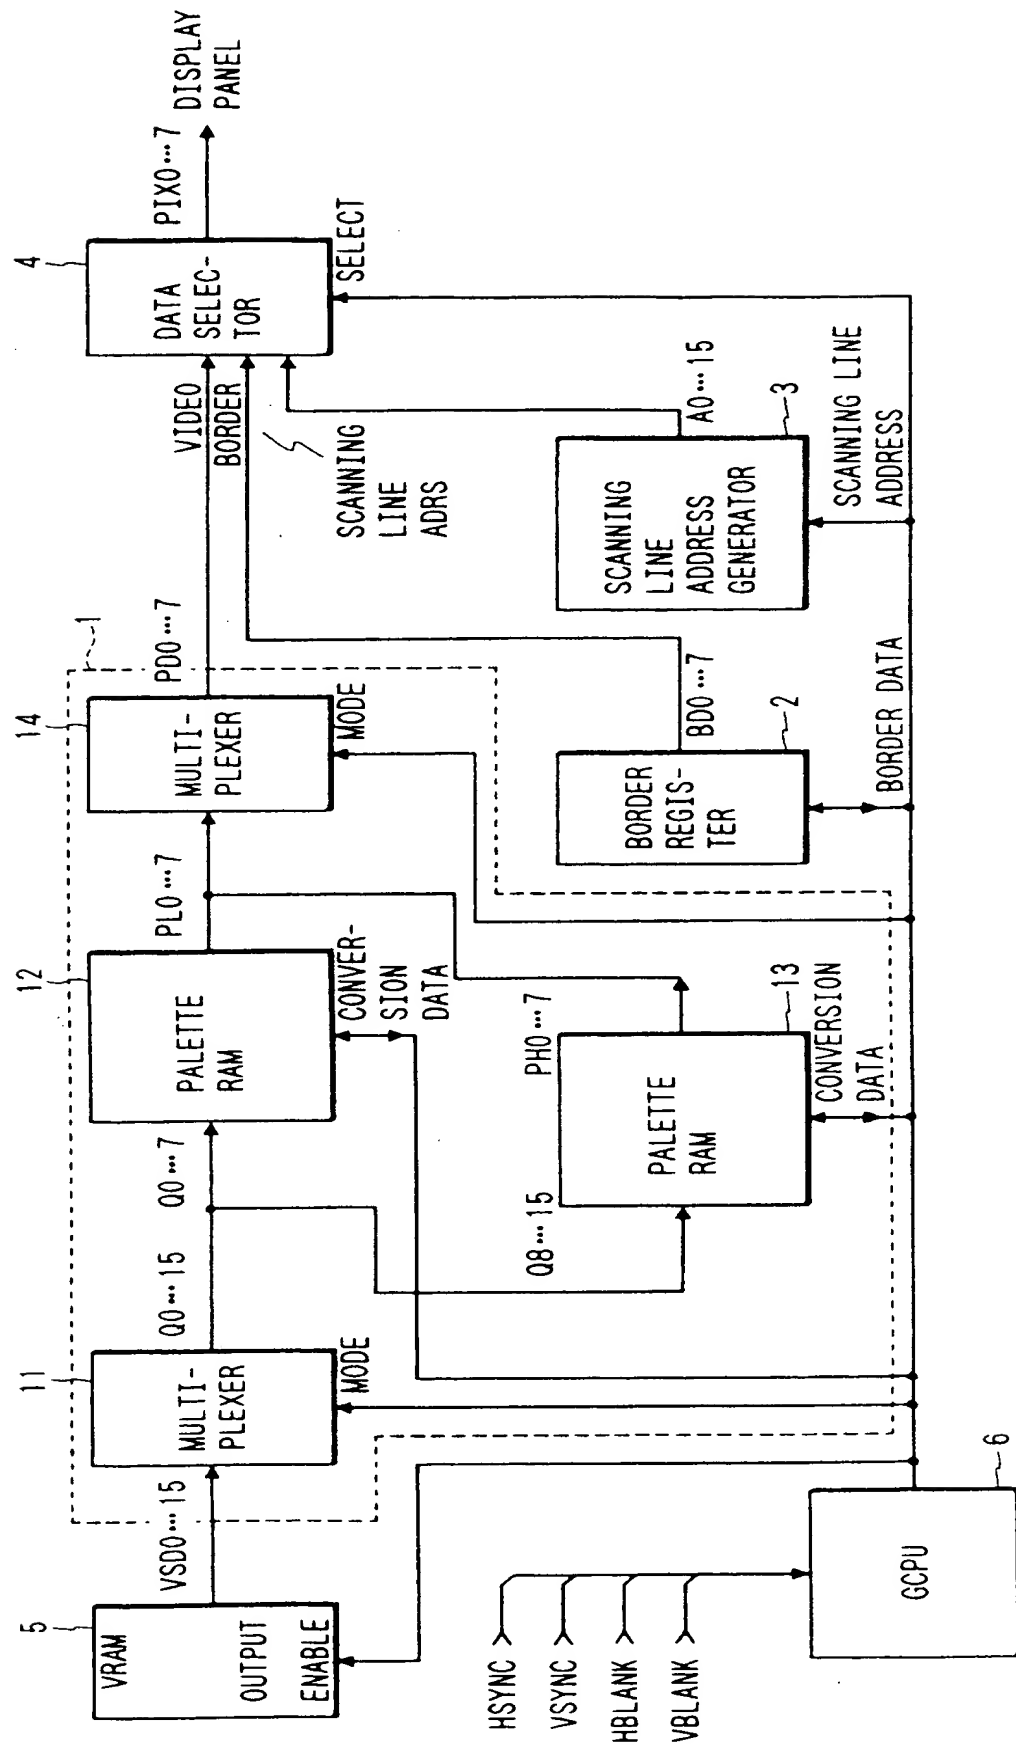 5
VRAM
OUTPUT
ENABLE
VSD0…15
11
MULTI-
PLEXER
MODE
Q0…15
Q0…7
12
PALETTE
RAM
CONVER-
SION
DATA
PL0…7
14
MULTI-
PLEXER
MODE
1
PD0…7
VIDEO
BORDER
SCANNING
LINE
ADRS
4
DATA
SELEC-
TOR
SELECT
PIX0…7
DISPLAY
PANEL
Q8…15
PALETTE
RAM
PH0…7
13
CONVERSION
DATA
BORDER
REGIS-
TER
BD0…7
2
BORDER DATA
SCANNING
LINE
ADDRESS
GENERATOR
A0…15
3
SCANNING LINE
ADDRESS
HSYNC
VSYNC
HBLANK
VBLANK
GCPU
6